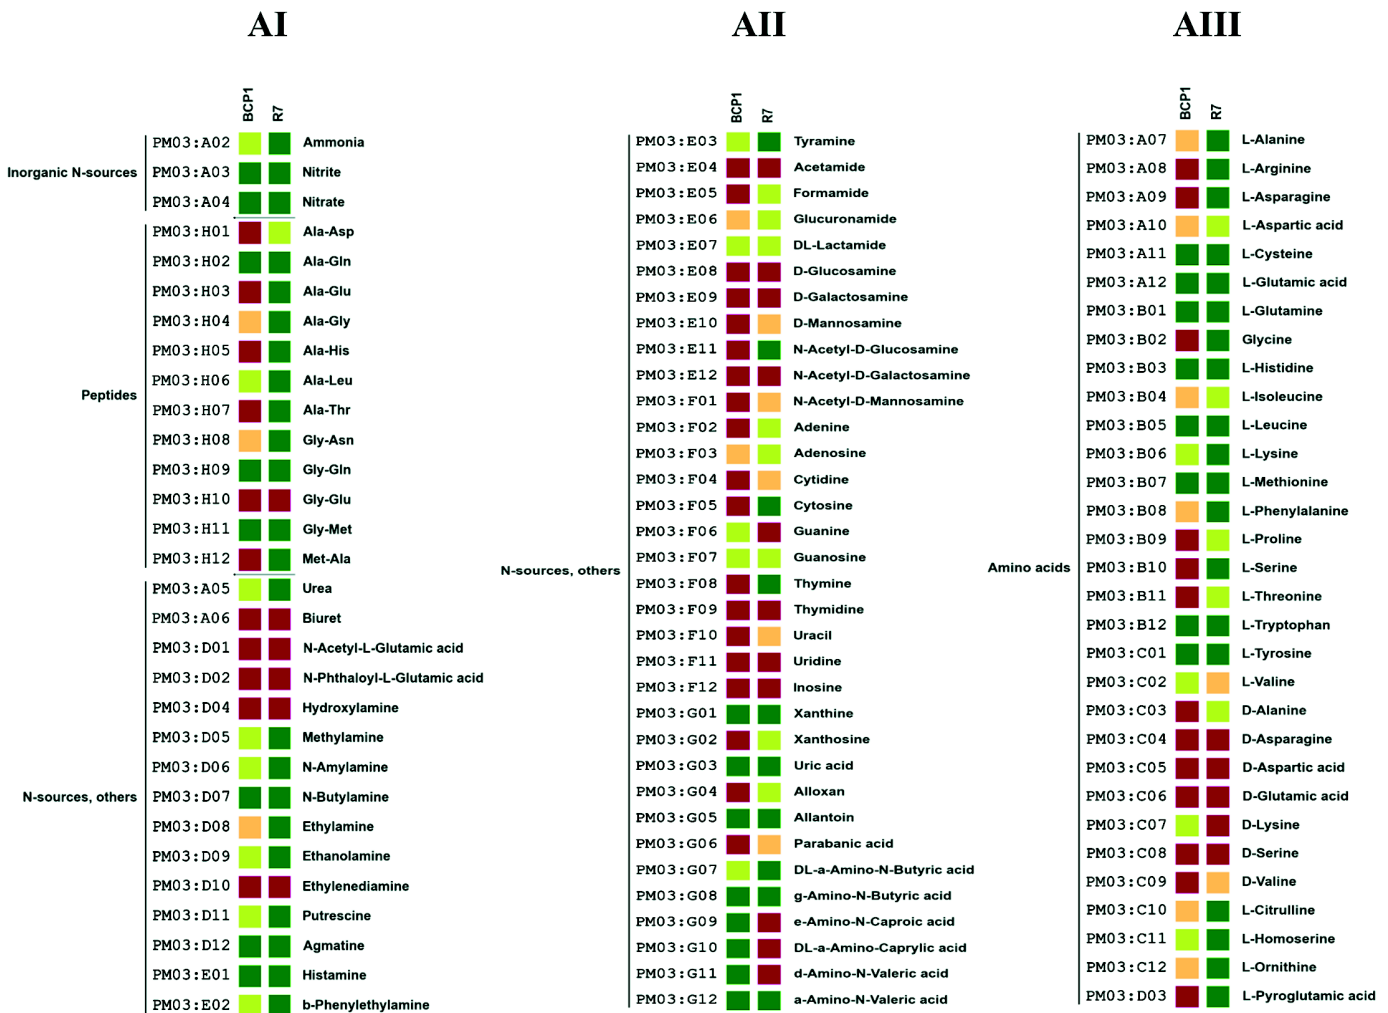 AI
BCP1 R7
Inorganic N-sources
PM03:A02 Ammonia
PM03:A03 Nitrite
PM03:A04 Nitrate
Peptides
PM03:H01 Ala-Asp
PM03:H02 Ala-Gln
PM03:H03 Ala-Glu
PM03:H04 Ala-Gly
PM03:H05 Ala-His
PM03:H06 Ala-Leu
PM03:H07 Ala-Thr
PM03:H08 Gly-Asn
PM03:H09 Gly-Gln
PM03:H10 Gly-Glu
PM03:H11 Gly-Met
PM03:H12 Met-Ala
N-sources, others
PM03:A05 Urea
PM03:A06 Biuret
PM03:D01 N-Acetyl-L-Glutamic acid
PM03:D02 N-Phthaloyl-L-Glutamic acid
PM03:D04 Hydroxylamine
PM03:D05 Methylamine
PM03:D06 N-Amylamine
PM03:D07 N-Butylamine
PM03:D08 Ethylamine
PM03:D09 Ethanolamine
PM03:D10 Ethylenediamine
PM03:D11 Putrescine
PM03:D12 Agmatine
PM03:E01 Histamine
PM03:E02 b-Phenylethylamine
AII
BCP1 R7
N-sources, others
PM03:E03 Tyramine
PM03:E04 Acetamide
PM03:E05 Formamide
PM03:E06 Glucuronamide
PM03:E07 DL-Lactamide
PM03:E08 D-Glucosamine
PM03:E09 D-Galactosamine
PM03:E10 D-Mannosamine
PM03:E11 N-Acetyl-D-Glucosamine
PM03:E12 N-Acetyl-D-Galactosamine
PM03:F01 N-Acetyl-D-Mannosamine
PM03:F02 Adenine
PM03:F03 Adenosine
PM03:F04 Cytidine
PM03:F05 Cytosine
PM03:F06 Guanine
PM03:F07 Guanosine
PM03:F08 Thymine
PM03:F09 Thymidine
PM03:F10 Uracil
PM03:F11 Uridine
PM03:F12 Inosine
PM03:G01 Xanthine
PM03:G02 Xanthosine
PM03:G03 Uric acid
PM03:G04 Alloxan
PM03:G05 Allantoin
PM03:G06 Parabanic acid
PM03:G07 DL-a-Amino-N-Butyric acid
PM03:G08 g-Amino-N-Butyric acid
PM03:G09 e-Amino-N-Caproic acid
PM03:G10 DL-a-Amino-Caprylic acid
PM03:G11 d-Amino-N-Valeric acid
PM03:G12 a-Amino-N-Valeric acid
AIII
BCP1 R7
Amino acids
PM03:A07 L-Alanine
PM03:A08 L-Arginine
PM03:A09 L-Asparagine
PM03:A10 L-Aspartic acid
PM03:A11 L-Cysteine
PM03:A12 L-Glutamic acid
PM03:B01 L-Glutamine
PM03:B02 Glycine
PM03:B03 L-Histidine
PM03:B04 L-Isoleucine
PM03:B05 L-Leucine
PM03:B06 L-Lysine
PM03:B07 L-Methionine
PM03:B08 L-Phenylalanine
PM03:B09 L-Proline
PM03:B10 L-Serine
PM03:B11 L-Threonine
PM03:B12 L-Tryptophan
PM03:C01 L-Tyrosine
PM03:C02 L-Valine
PM03:C03 D-Alanine
PM03:C04 D-Asparagine
PM03:C05 D-Aspartic acid
PM03:C06 D-Glutamic acid
PM03:C07 D-Lysine
PM03:C08 D-Serine
PM03:C09 D-Valine
PM03:C10 L-Citrulline
PM03:C11 L-Homoserine
PM03:C12 L-Ornithine
PM03:D03 L-Pyroglutamic acid